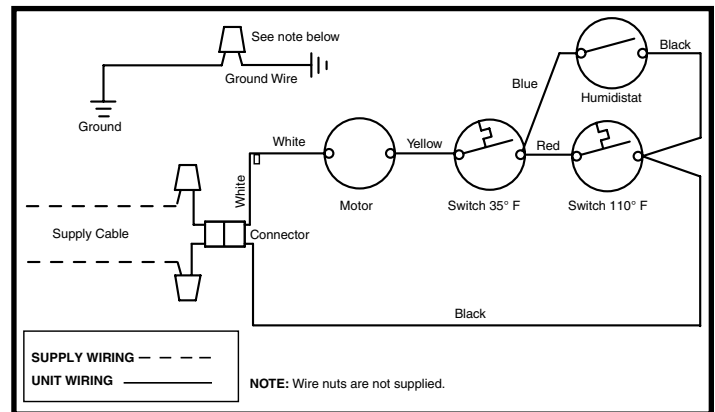 See note below
Ground Wire
Ground
Black
Blue
Humidistat
White
Yellow
Red
White
Motor
Switch 35° F
Switch 110° F
Supply Cable
Connector
Black
SUPPLY WIRING
UNIT WIRING
NOTE: Wire nuts are not supplied.